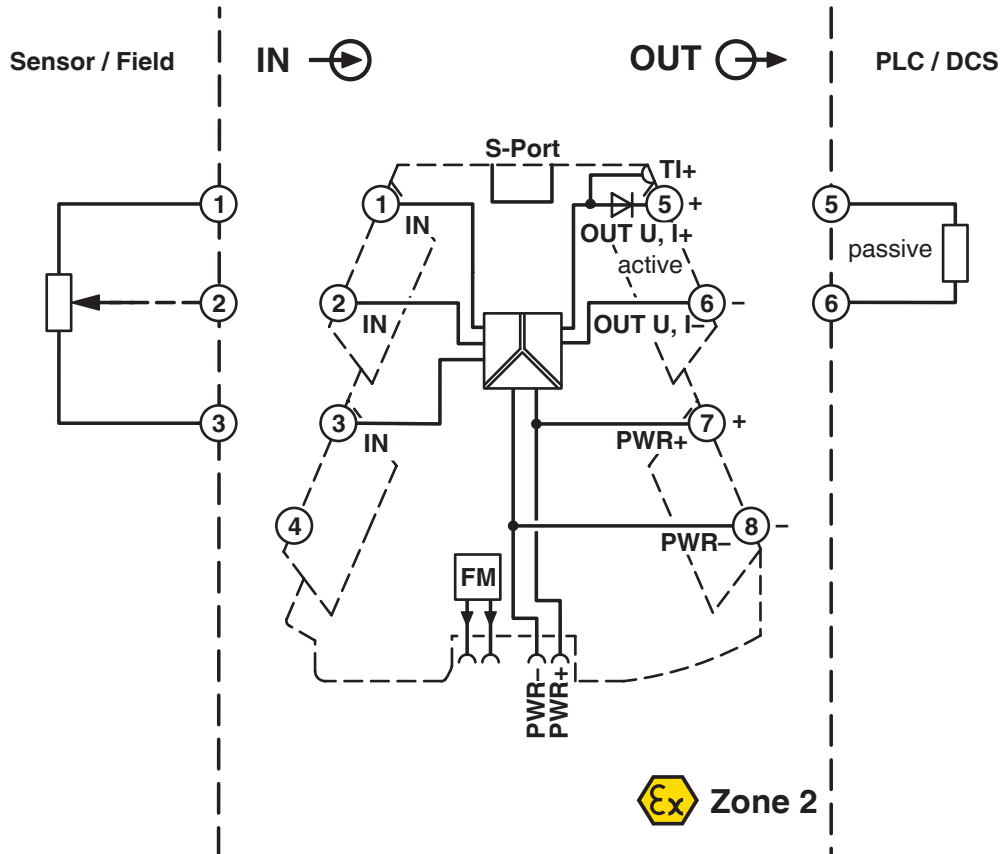 Sensor / Field
IN
OUT
PLC / DCS
S-Port
TI+
1
1
5
+
5
IN
OUT U, I+
active
passive
2
2
6
–
6
IN
OUT U, I–
3
3
7
+
IN
PWR+
4
8
–
PWR–
FM
PWR–
PWR+
Ex
Zone 2